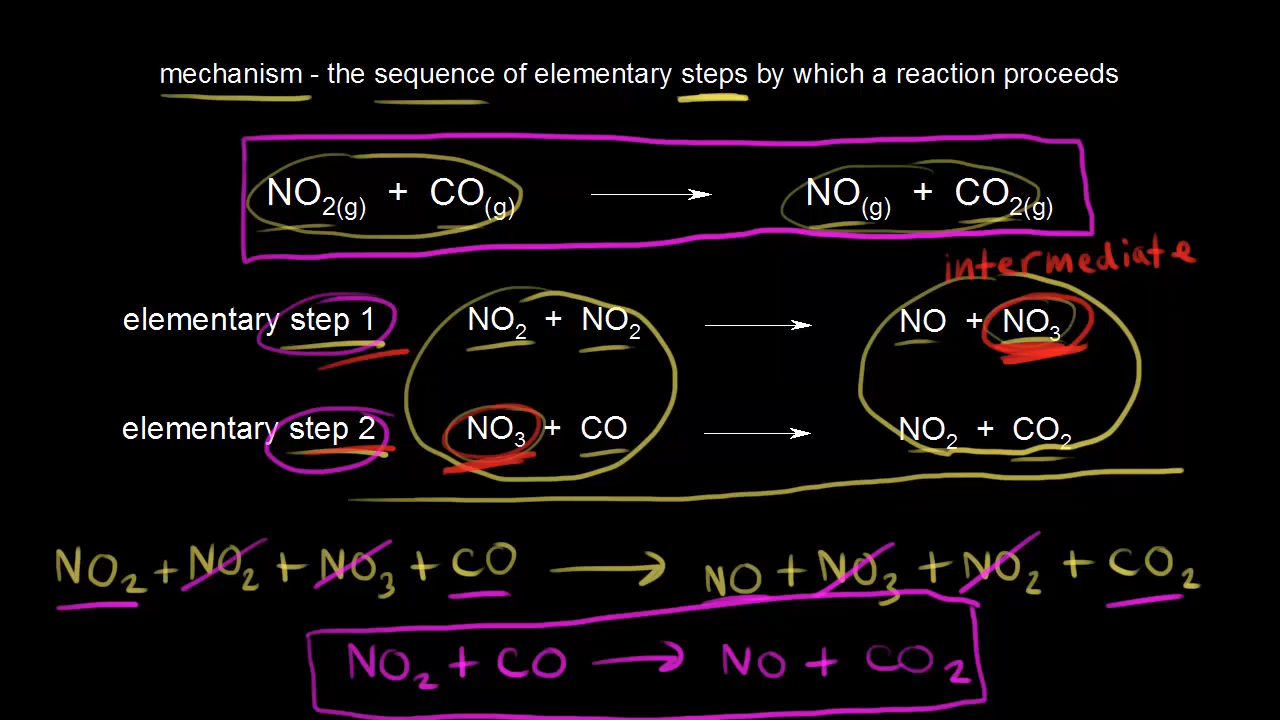 mechanism - the sequence of elementary steps by which a reaction proceeds
NO₂(g) + CO(g) → NO(g) + CO₂(g)
intermediate
elementary step 1 NO₂ + NO₂ → NO + NO₃
elementary step 2 NO₃ + CO → NO₂ + CO₂
NO₂ + NO₂ + NO₃ + CO → NO + NO₃ + NO₂ + CO₂
NO₂ + CO → NO + CO₂